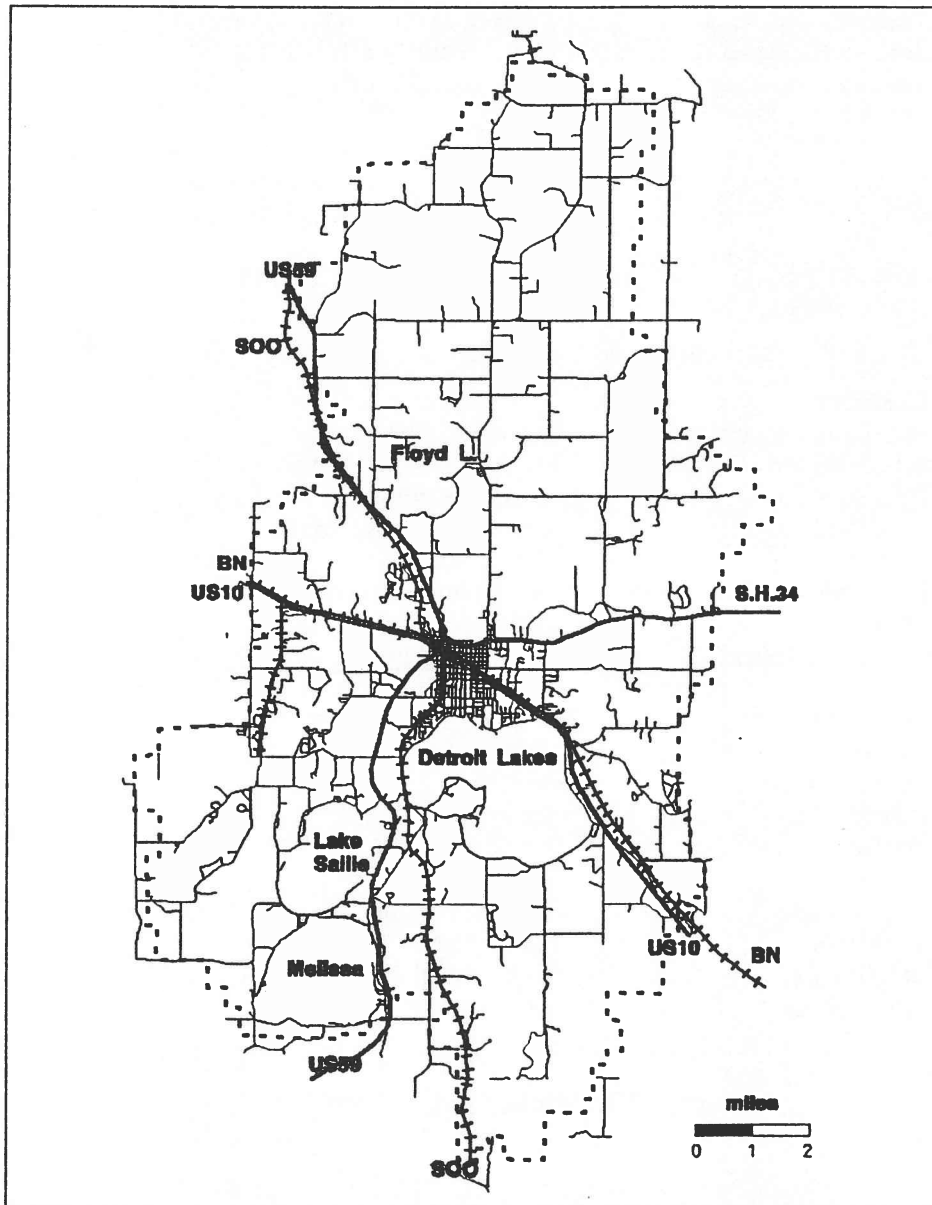 US59
SOO
Floyd L.
BN
US10
S.H.34
Detroit Lakes
Lake
Sallie
Melissa
US10
BN
US59
miles
0 1 2
SOO